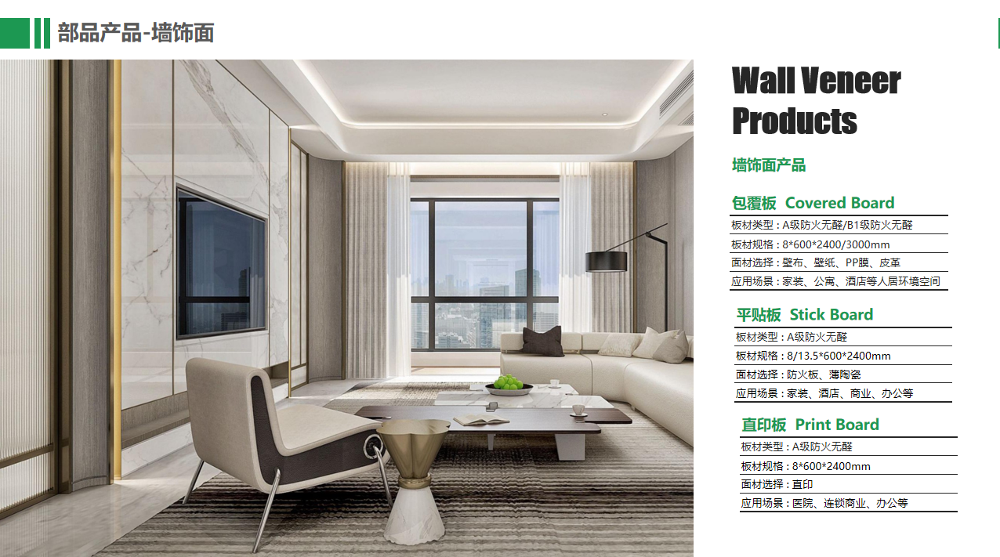 部品产品-墙饰面
Wall Veneer
Products
墙饰面产品
包覆板 Covered Board
板材类型：A级防火无醛/B1级防火无醛
板材规格：8*600*2400/3000mm
面材选择：壁布、壁纸、PP膜、皮革
应用场景：家装、公寓、酒店等人居环境空间
平贴板 Stick Board
板材类型：A级防火无醛
板材规格：8/13.5*600*2400mm
面材选择：防火板、薄陶瓷
应用场景：家装、酒店、商业、办公等
直印板 Print Board
板材类型：A级防火无醛
板材规格：8*600*2400mm
面材选择：直印
应用场景：医院、连锁商业、办公等